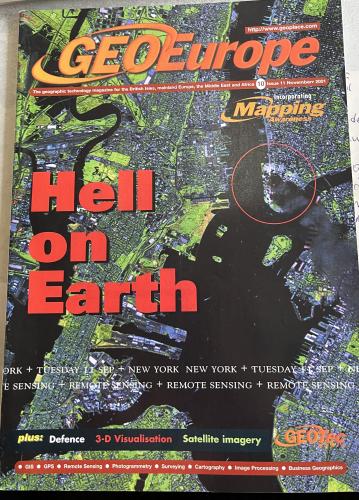 http://www.geoplace.com
GEOEurope
The geographic technology magazine for the British Isles, mainland Europe, the Middle East and Africa 10 Issue 11 November 2001
Incorporating
Mapping
Awareness
Hell
on
Earth
ORK + TUESDAY 11 SEP + NEW YORK NEW YORK + TUESDAY 11 SEP + N
E SENSING + REMOTE SENSING + REMOTE SENSING + REMOTE SENSING
plus: Defence 3-D Visualisation Satellite imagery GEOTec
• GIS • GPS • Remote Sensing • Photogrammetry • Surveying • Cartography • Image Processing • Business Geographics